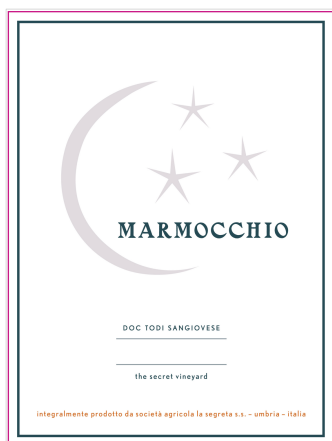 MARMOCCHIO
DOC TODI SANGIOVESE
the secret vineyard
integralmente prodotto da società agricola la segreta s.s. – umbria – italia